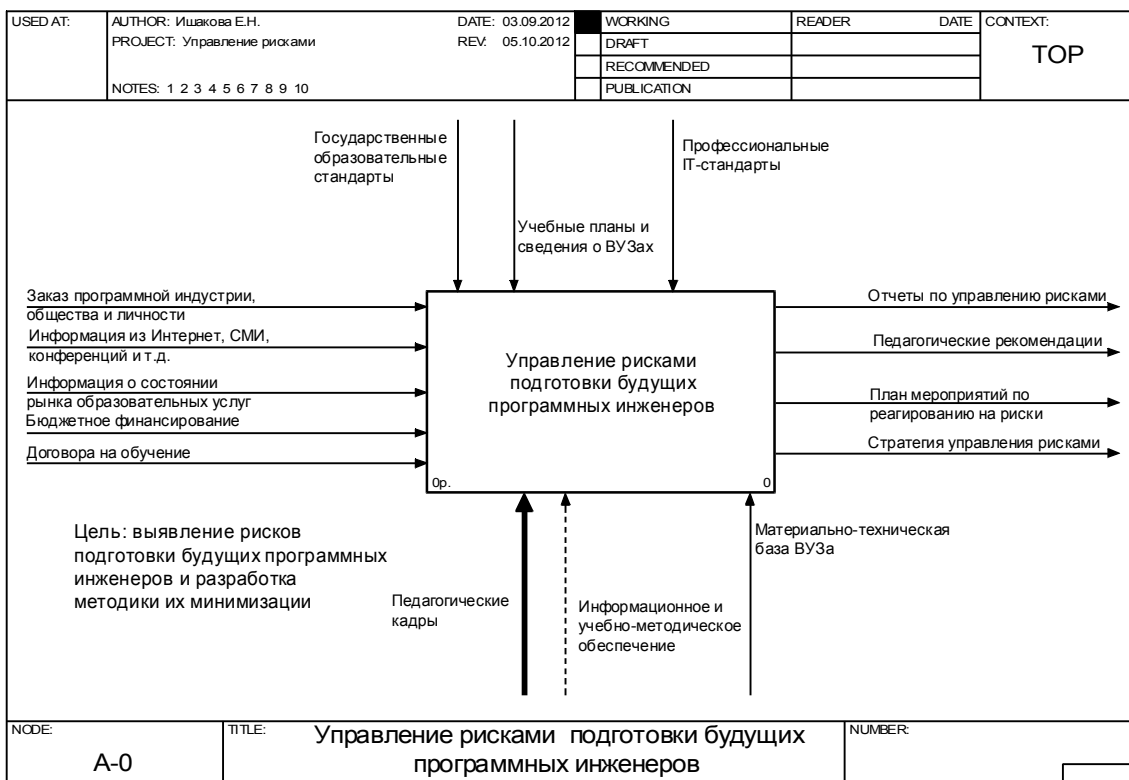 USED AT:
AUTHOR: Ишакова Е.Н.
DATE: 03.09.2012
WORKING
READER
DATE
CONTEXT:
PROJECT: Управление рисками
REV: 05.10.2012
DRAFT
TOP
RECOMMENDED
NOTES: 1 2 3 4 5 6 7 8 9 10
PUBLICATION
Государственные
образовательные
стандарты
Профессиональные
IT-стандарты
Учебные планы и
сведения о ВУЗах
Заказ программной индустрии,
общества и личности
Информация из Интернет, СМИ,
конференций и т.д.
Информация о состоянии
рынка образовательных услуг
Бюджетное финансирование
Договора на обучение
Управление рисками
подготовки будущих
программных инженеров
0р.
0
Отчеты по управлению рисками
Педагогические рекомендации
План мероприятий по
реагированию на риски
Стратегия управления рисками
Цель: выявление рисков
подготовки будущих программных
инженеров и разработка
методики их минимизации
Педагогические
кадры
Информационное и
учебно-методическое
обеспечение
Материально-техническая
база ВУЗа
NODE:
A-0
TITLE:
Управление рисками подготовки будущих
программных инженеров
NUMBER: